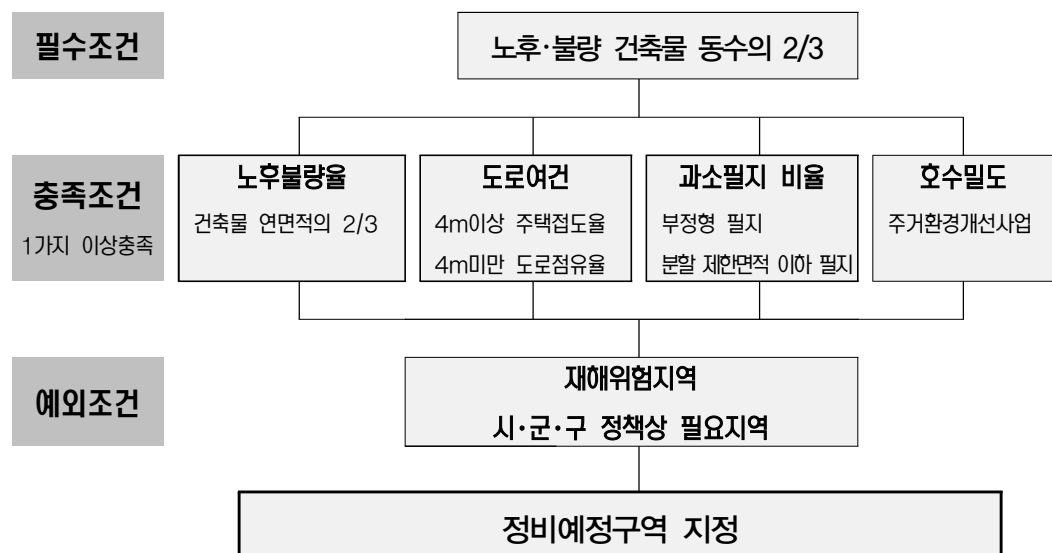 필수조건
노후·불량 건축물 동수의 2/3
충족조건
1가지 이상충족
노후불량율
건축물 연면적의 2/3
도로여건
4m이상 주택접도율
4m미만 도로점유율
과소필지 비율
부정형 필지
분할 제한면적 이하 필지
호수밀도
주거환경개선사업
예외조건
재해위험지역
시·군·구 정책상 필요지역
정비예정구역 지정